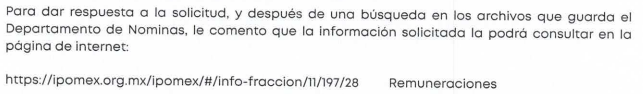 Para dar respuesta a la solicitud, y después de una búsqueda en los archivos que guarda el
Departamento de Nominas, le comento que la información solicitada la podrá consultar en la
página de internet:
https://ipomex.org.mx/ipomex/#/info-fraccion/11/197/28 Remuneraciones